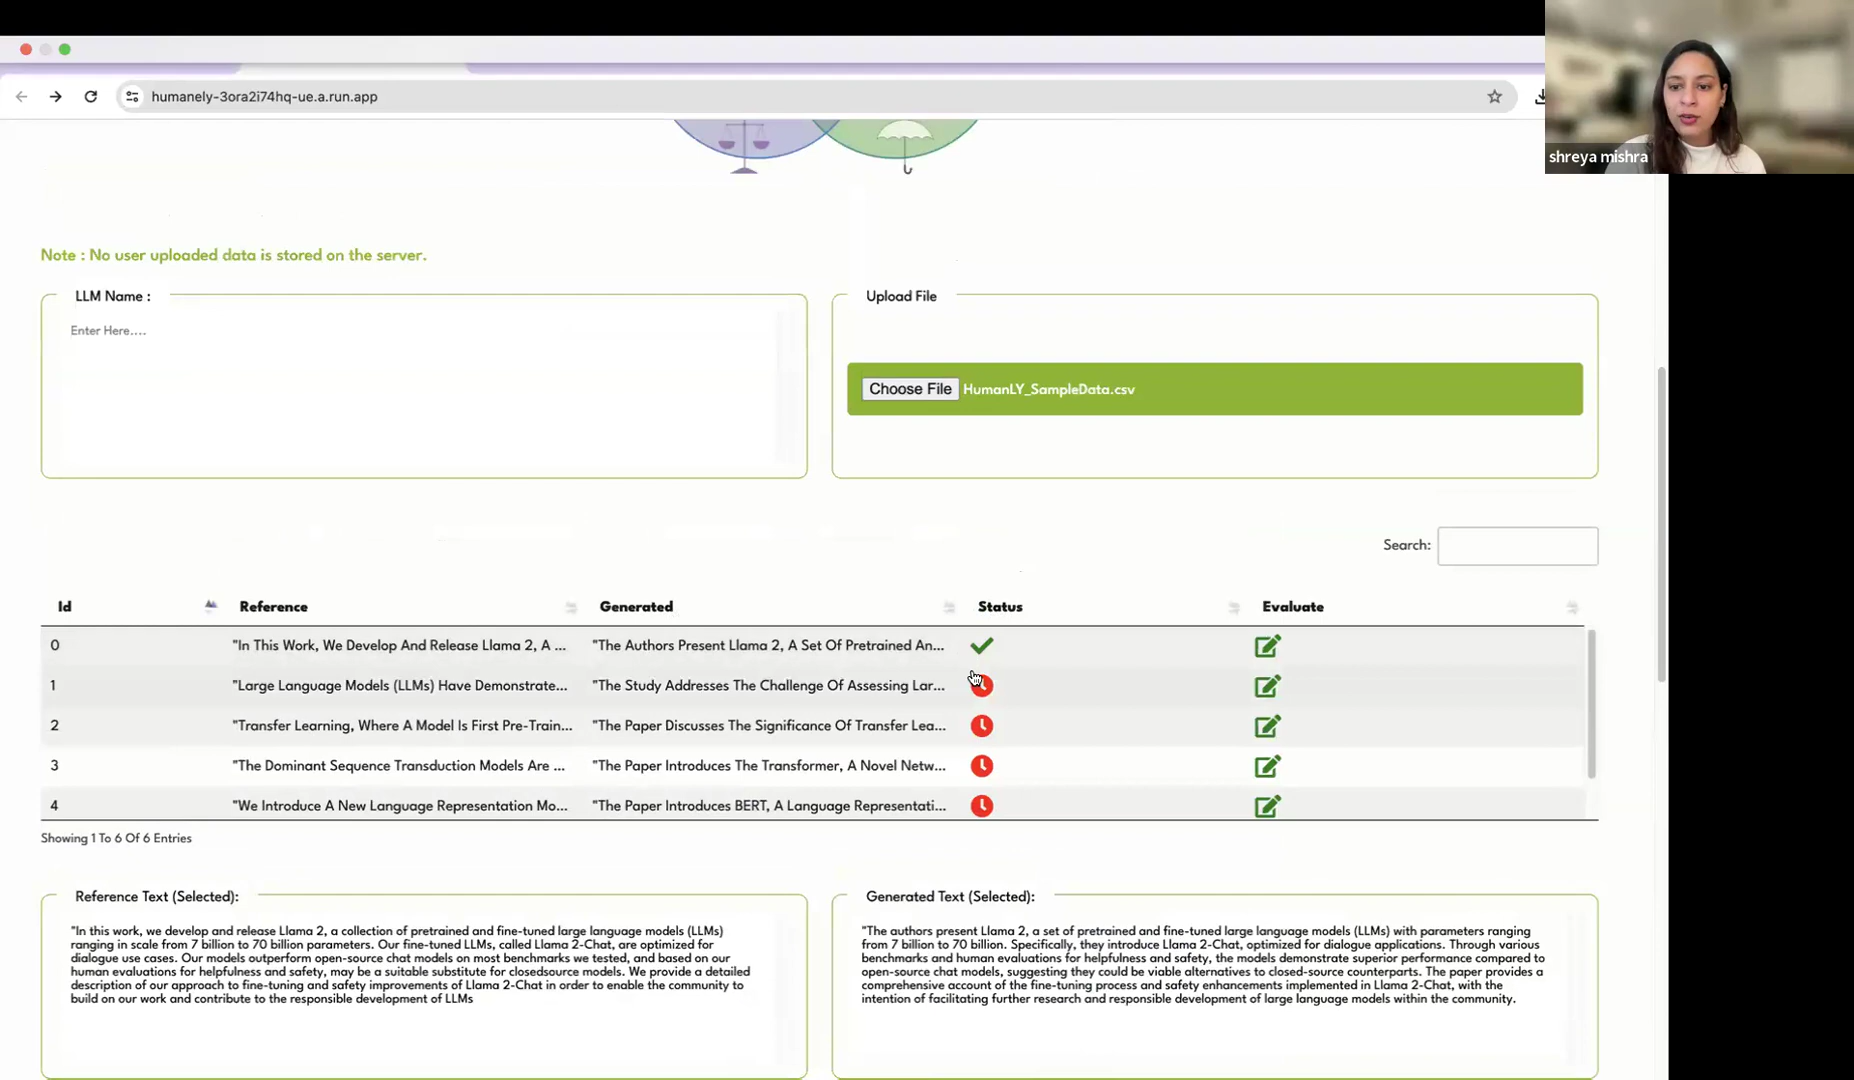 humanely-3ora2i74hq-ue.a.run.app
shreya mishra
Note : No user uploaded data is stored on the server.
LLM Name :
Enter Here....
Upload File
Choose File HumanLY_SampleData.csv
Search:
Id Reference Generated Status Evaluate
0 "In This Work, We Develop And Release Llama 2, A ... "The Authors Present Llama 2, A Set Of Pretrained An...
1 "Large Language Models (LLMs) Have Demonstrate... "The Study Addresses The Challenge Of Assessing Lar...
2 "Transfer Learning, Where A Model Is First Pre-Train... "The Paper Discusses The Significance Of Transfer Lea...
3 "The Dominant Sequence Transduction Models Are ... "The Paper Introduces The Transformer, A Novel Netw...
4 "We Introduce A New Language Representation Mo... "The Paper Introduces BERT, A Language Representati...
Showing 1 To 6 Of 6 Entries
Reference Text (Selected):
"In this work, we develop and release Llama 2, a collection of pretrained and fine-tuned large language models (LLMs)
ranging in scale from 7 billion to 70 billion parameters. Our fine-tuned LLMs, called Llama 2-Chat, are optimized for
dialogue use cases. Our models outperform open-source chat models on most benchmarks we tested, and based on our
human evaluations for helpfulness and safety, may be a suitable substitute for closedsource models. We provide a detailed
description of our approach to fine-tuning and safety improvements of Llama 2-Chat in order to enable the community to
build on our work and contribute to the responsible development of LLMs
Generated Text (Selected):
"The authors present Llama 2, a set of pretrained and fine-tuned large language models (LLMs) with parameters ranging
from 7 billion to 70 billion. Specifically, they introduce Llama 2-Chat, optimized for dialogue applications. Through various
benchmarks and human evaluations for helpfulness and safety, the models demonstrate superior performance compared to
open-source chat models, suggesting they could be viable alternatives to closed-source counterparts. The paper provides a
comprehensive account of the fine-tuning process and safety enhancements implemented in Llama 2-Chat, with the
intention of facilitating further research and responsible development of large language models within the community.